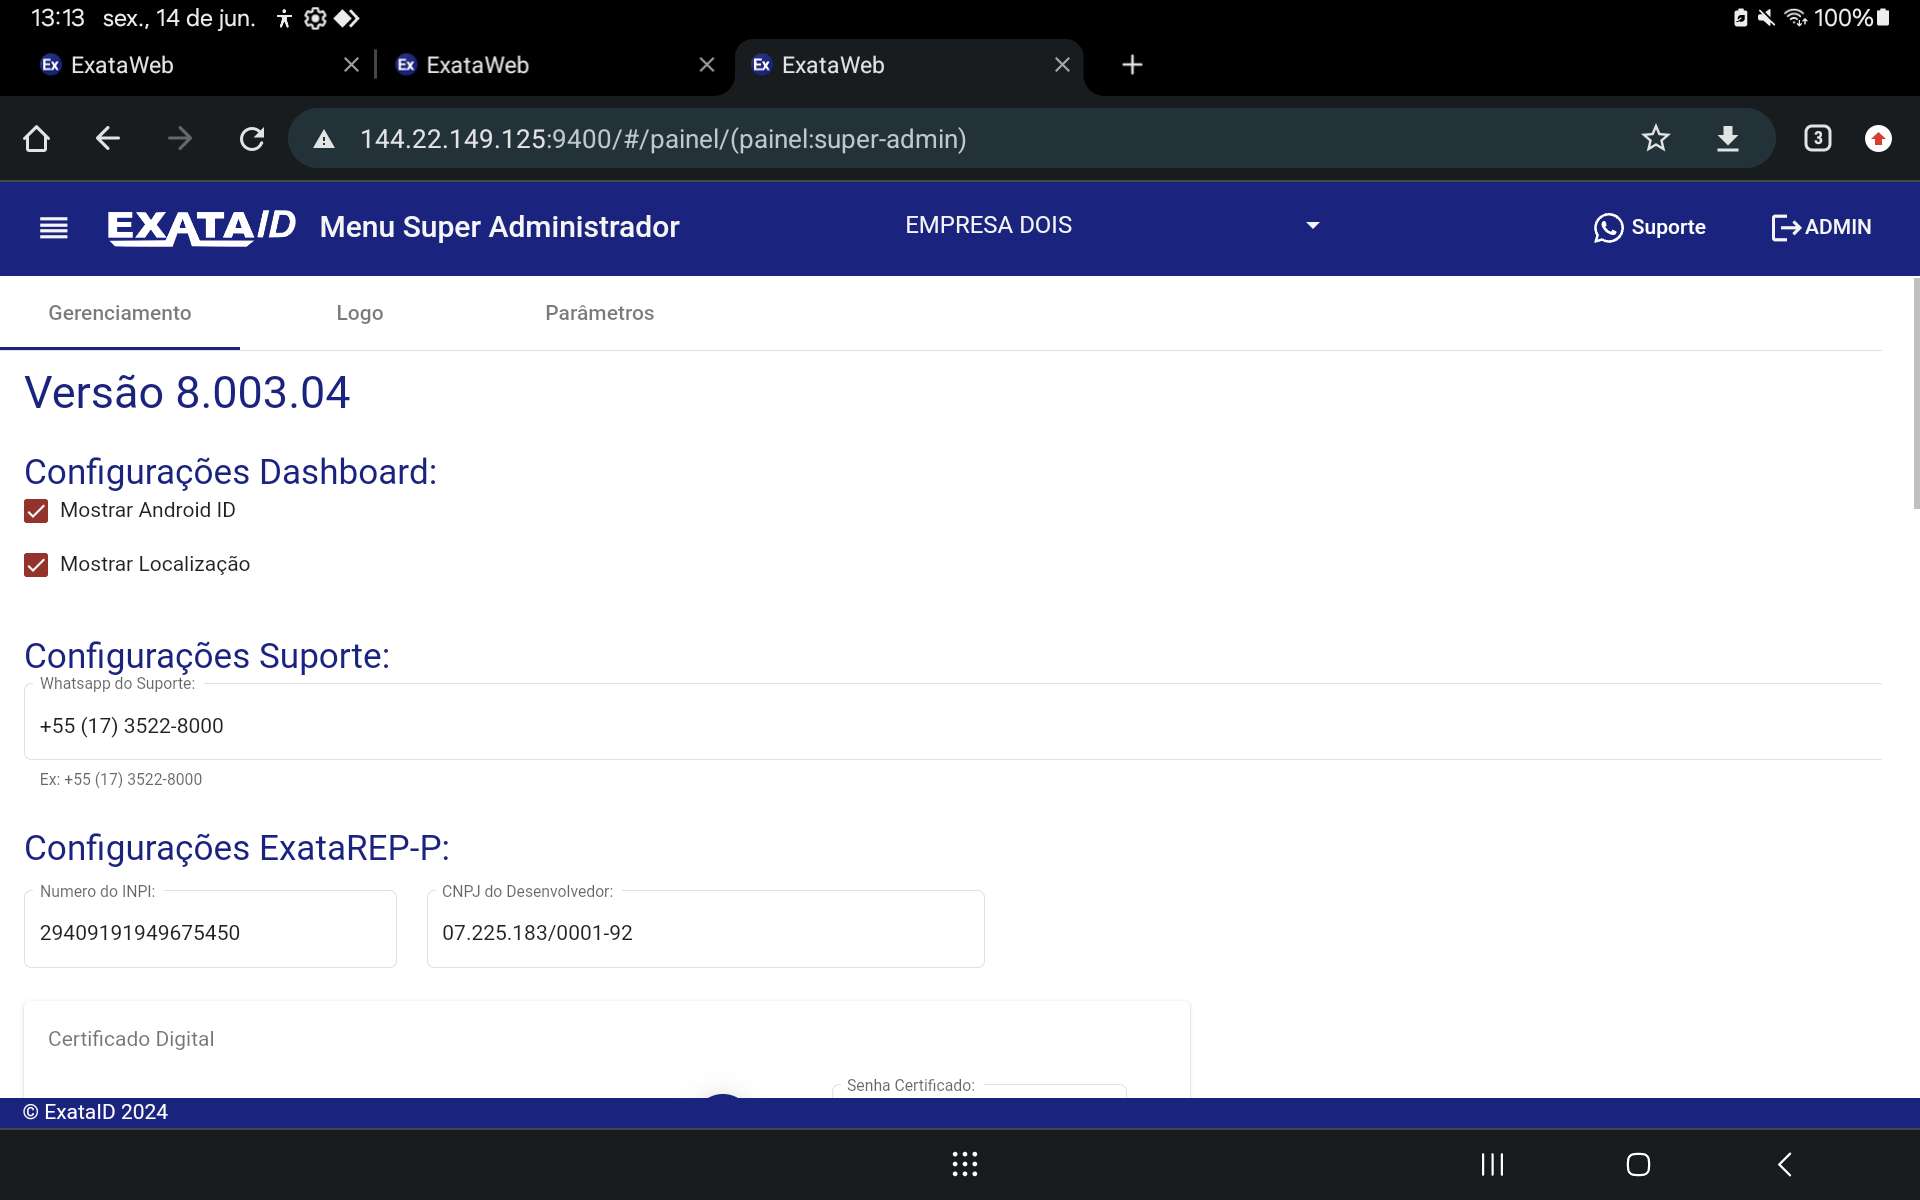 13:13 sex., 14 de jun. 100%
Ex ExataWeb Ex ExataWeb Ex ExataWeb
144.22.149.125:9400/#/painel/(painel:super-admin) 3
EXATAID Menu Super Administrador EMPRESA DOIS Suporte ADMIN
Gerenciamento Logo Parâmetros
Versão 8.003.04
Configurações Dashboard:
Mostrar Android ID
Mostrar Localização
Configurações Suporte:
Whatsapp do Suporte:
+55 (17) 3522-8000
Ex: +55 (17) 3522-8000
Configurações ExataREP-P:
Numero do INPI: CNPJ do Desenvolvedor:
29409191949675450 07.225.183/0001-92
Certificado Digital
Senha Certificado:
© ExataID 2024